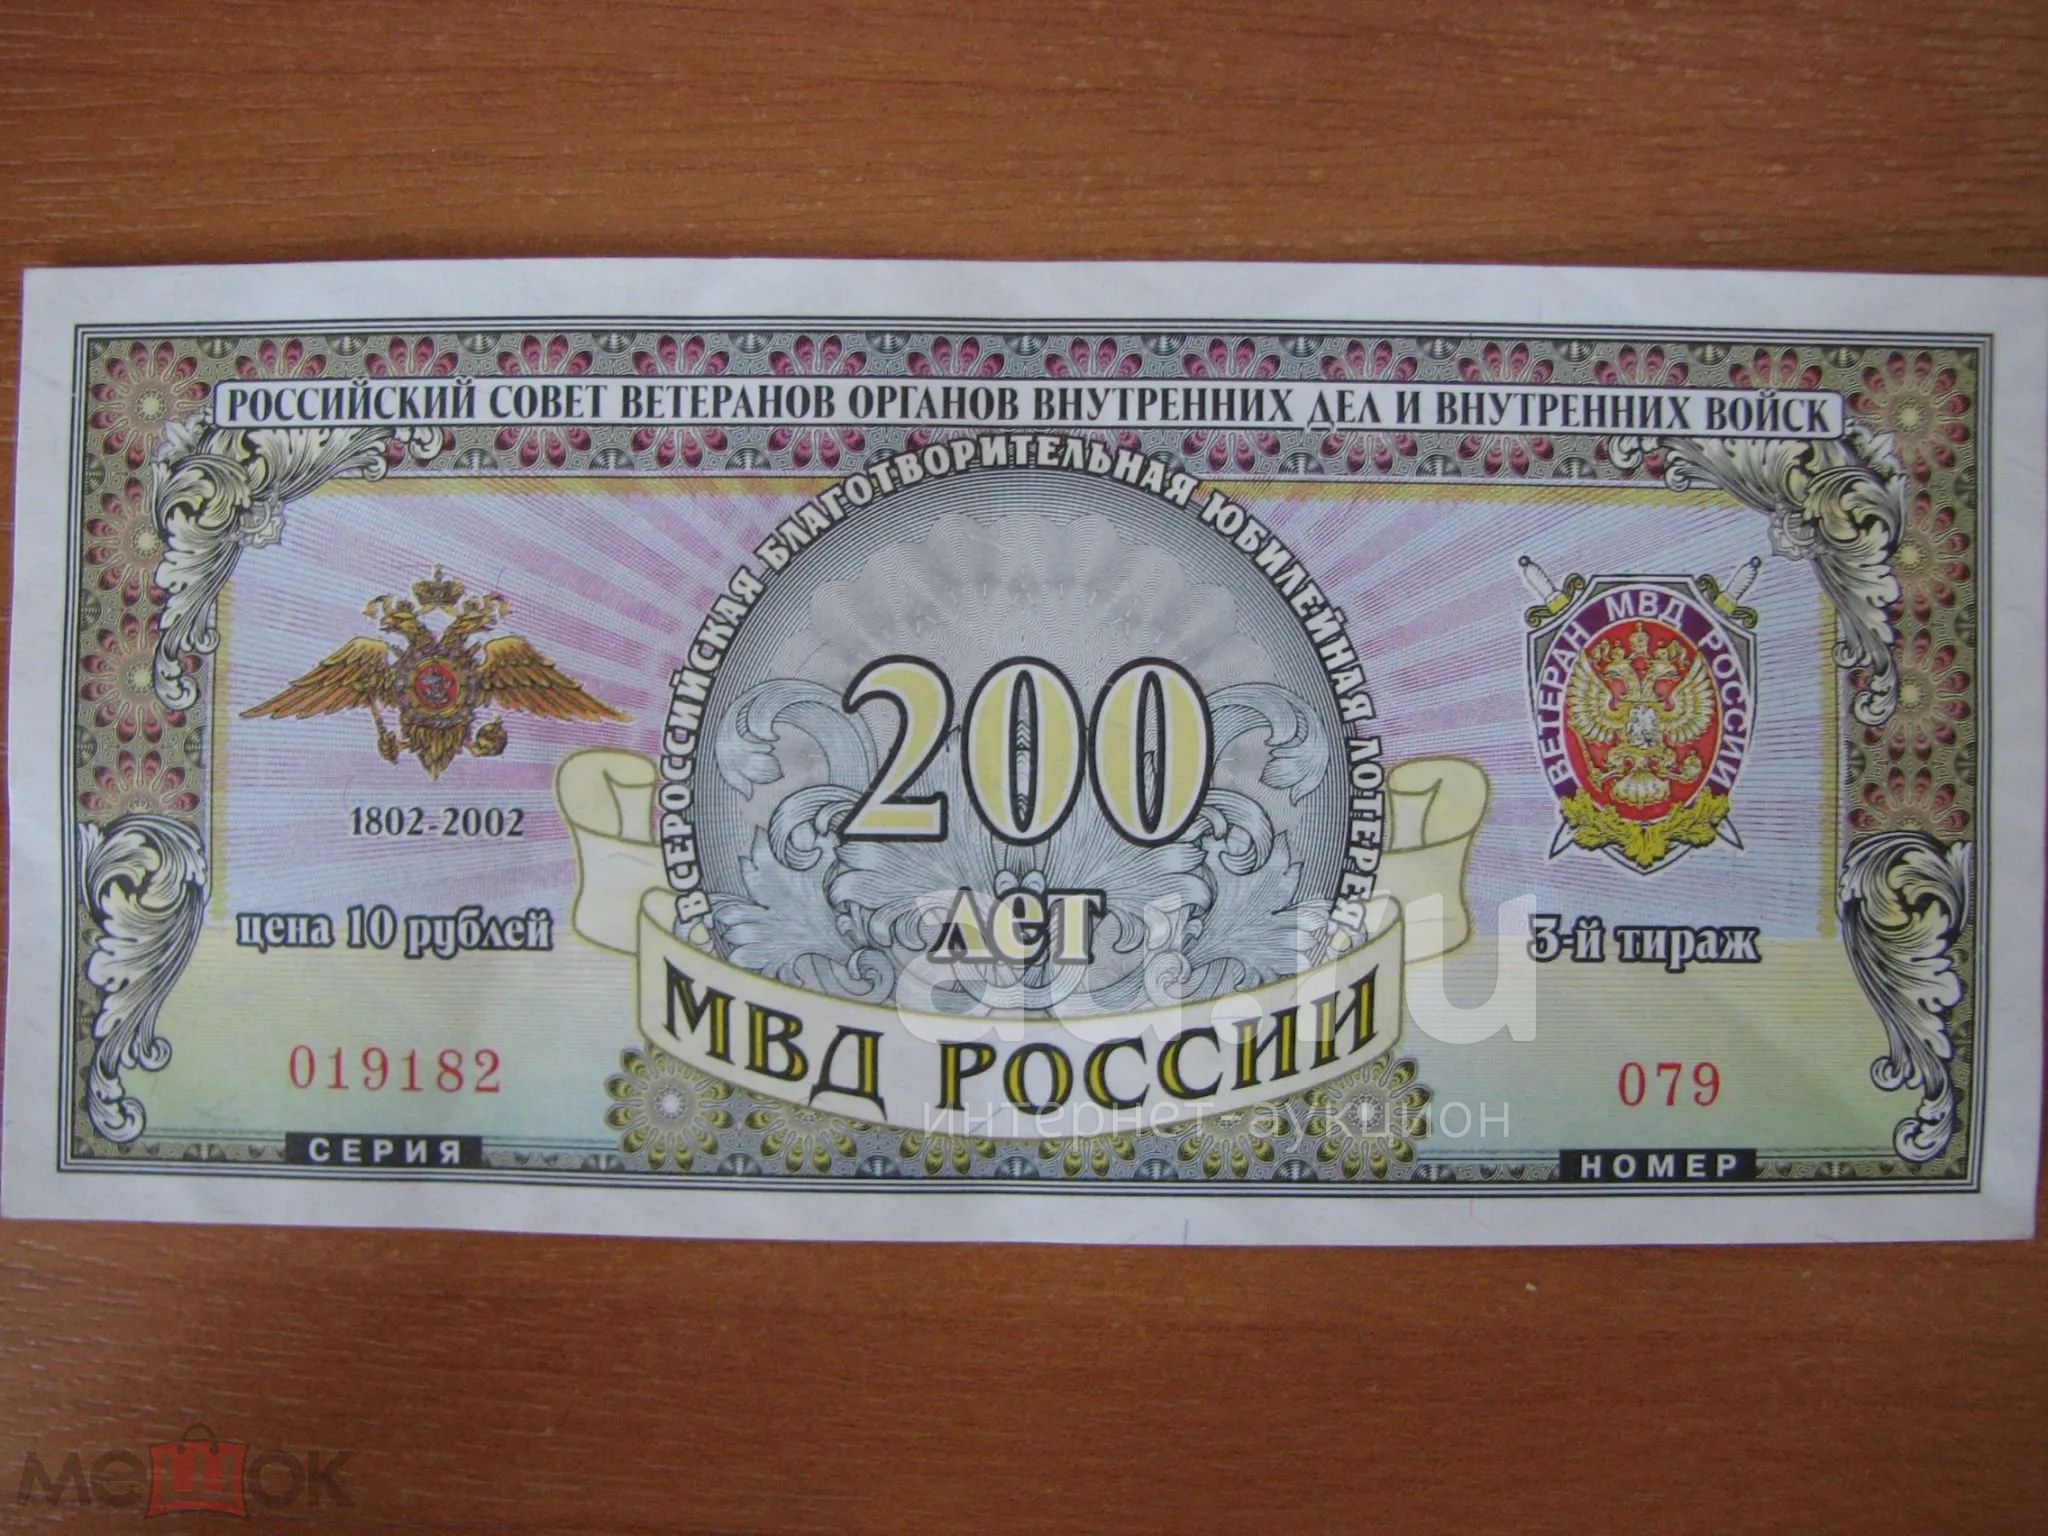 РОССИЙСКИЙ СОВЕТ ВЕТЕРАНОВ ОРГАНОВ ВНУТРЕННИХ ДЕЛ И ВНУТРЕННИХ ВОЙСК
ВСЕРОССИЙСКАЯ БЛАГОТВОРИТЕЛЬНАЯ ЮБИЛЕЙНАЯ ЛОТЕРЕЯ
ВЕТЕРАН МВД РОССИИ
200
1802-2002
лет
цена 10 рублей
3-й тираж
МВД РОССИИ
019182
079
СЕРИЯ
НОМЕР
au.ru
интернет-аукцион
мешок